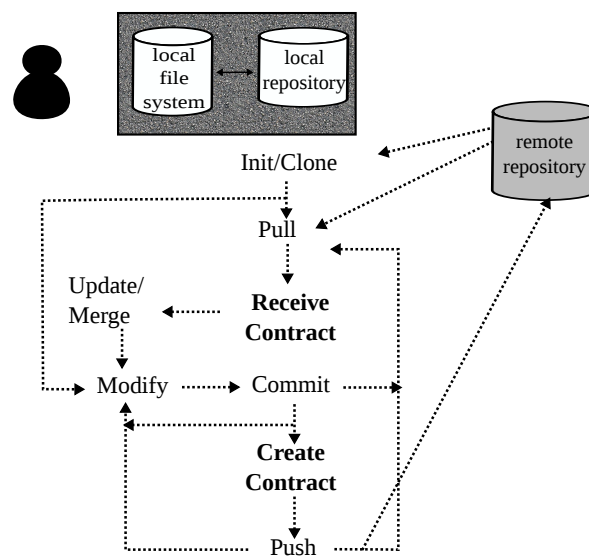 local
file
system
local
repository
remote
repository
Init/Clone
Pull
Receive
Contract
Update/
Merge
Modify
Commit
Create
Contract
Push